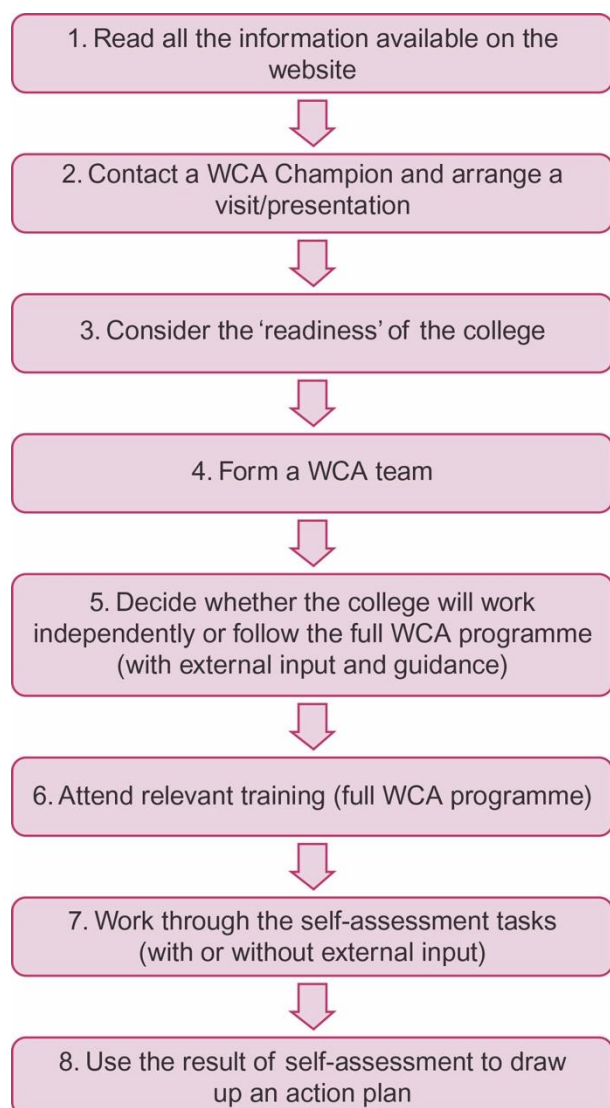 1. Read all the information available on the
website
2. Contact a WCA Champion and arrange a
visit/presentation
3. Consider the ‘readiness’ of the college
4. Form a WCA team
5. Decide whether the college will work
independently or follow the full WCA programme
(with external input and guidance)
6. Attend relevant training (full WCA programme)
7. Work through the self-assessment tasks
(with or without external input)
8. Use the result of self-assessment to draw
up an action plan